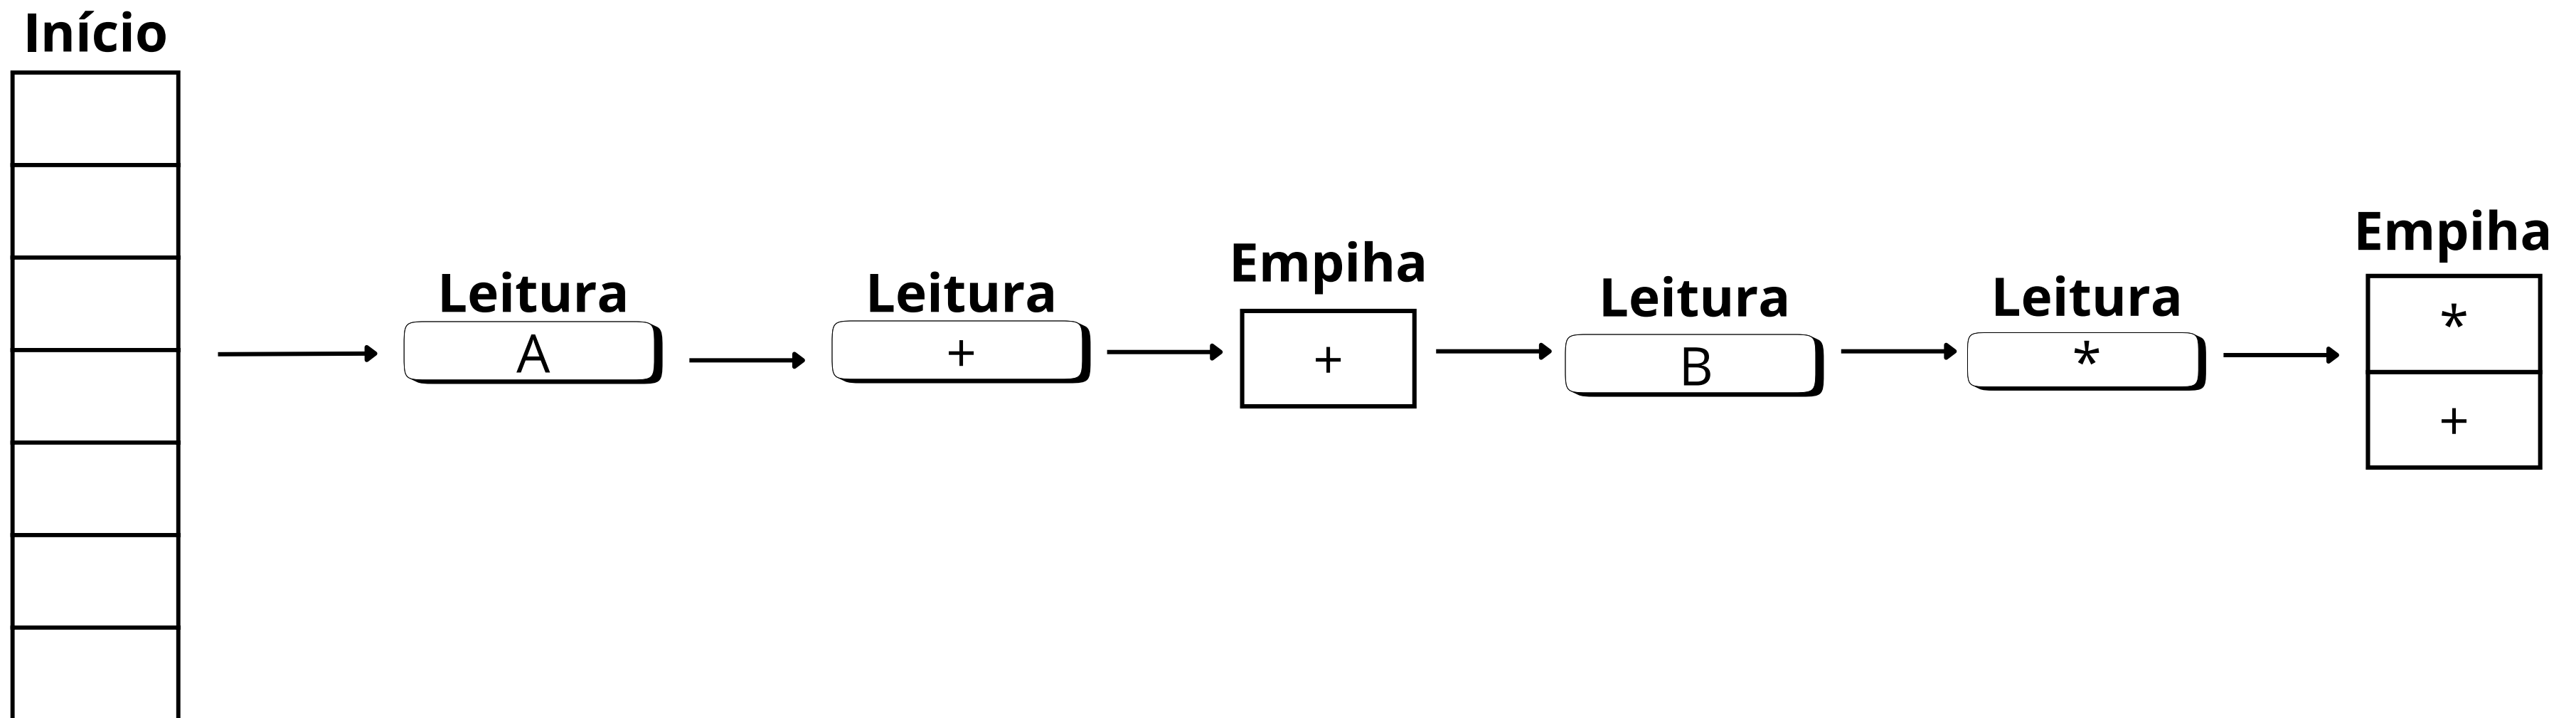 Início
Leitura
A
Leitura
+
Empiha
+
Leitura
B
Leitura
*
Empiha
*
+